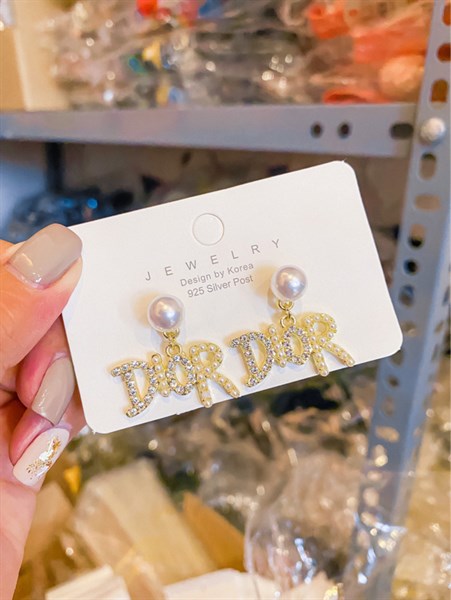 JEWELRY
Design by Korea
925 Silver Post
DiOR DiOR